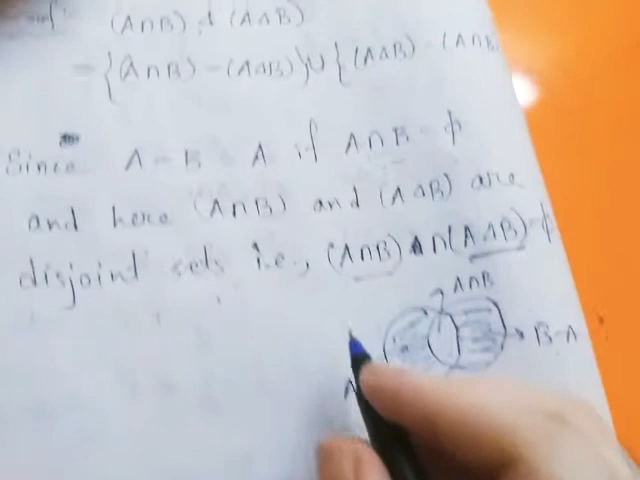 (A∩B) Δ (AΔB)
= {(A∩B) - (AΔB)} ∪ {(AΔB) - (A∩B
Since A - B = A if A∩B = ϕ
and here (A∩B) and (AΔB) are
disjoint sets i.e., (A∩B) ∩ (AΔB) = ϕ
A∩B
B-A